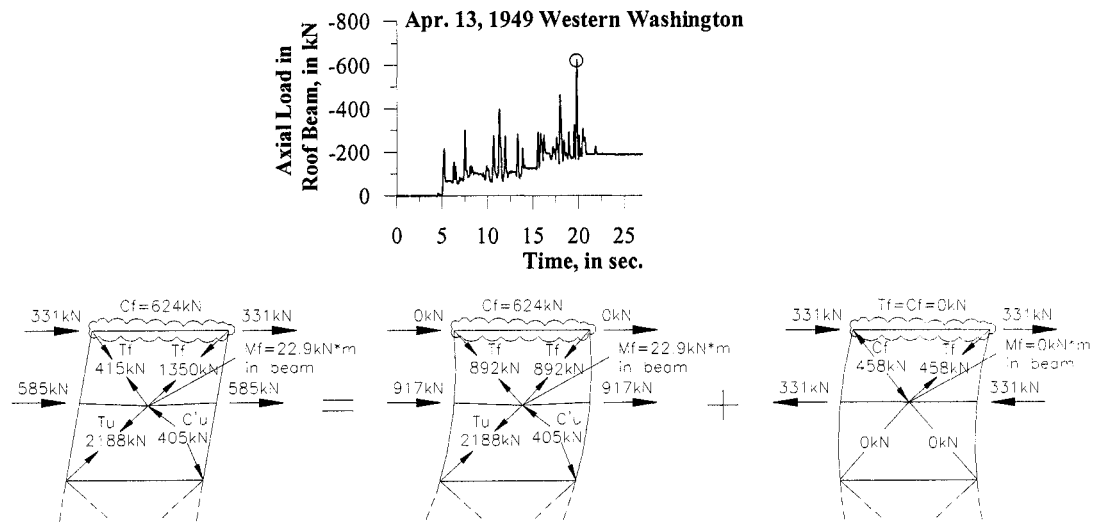 Apr. 13, 1949 Western Washington
-800
-600
-400
-200
0
Axial Load in
Roof Beam, in kN
0 5 10 15 20 25
Time, in sec.
331kN Cf=624kN 331kN
Tf Tf
415kN 1350kN
Mf=22.9kN*m
in beam
585kN 585kN
Tu C'u
2188kN 405kN
=
0kN Cf=624kN 0kN
Tf Tf
892kN 892kN
Mf=22.9kN*m
in beam
917kN 917kN
Tu C'u
2188kN 405kN
+
331kN Tf=Cf=0kN 331kN
Cf Tf
458kN 458kN
Mf=0kN*m
in beam
331kN 331kN
0kN 0kN